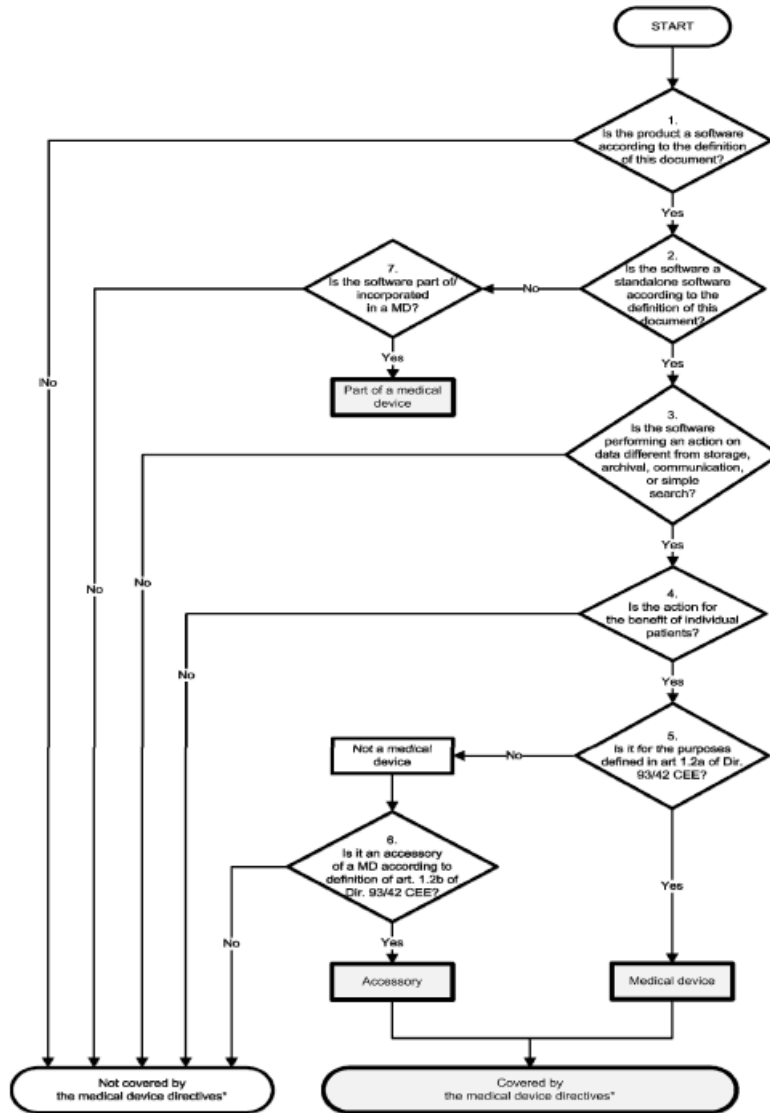 START
1.
Is the product a software
according to the definition
of this document?
Yes
7.
Is the software part of/
incorporated
in a MD?
No
2.
Is the software a
standalone software
according to the
definition of this
document?
Yes
Yes
No
Part of a medical
device
3.
Is the software
performing an action on
data different from storage,
archival, communication,
or simple
search?
Yes
No
No
4.
Is the action for
the benefit of individual
patients?
No
Yes
Not a medical
device
No
5.
Is it for the purposes
defined in art 1.2a of Dir.
93/42 CEE?
6.
Is it an accessory
of a MD according to
definition of art. 1.2b of
Dir. 93/42 CEE?
Yes
No
Yes
Accessory
Medical device
Not covered by
the medical device directives*
Covered by
the medical device directives*